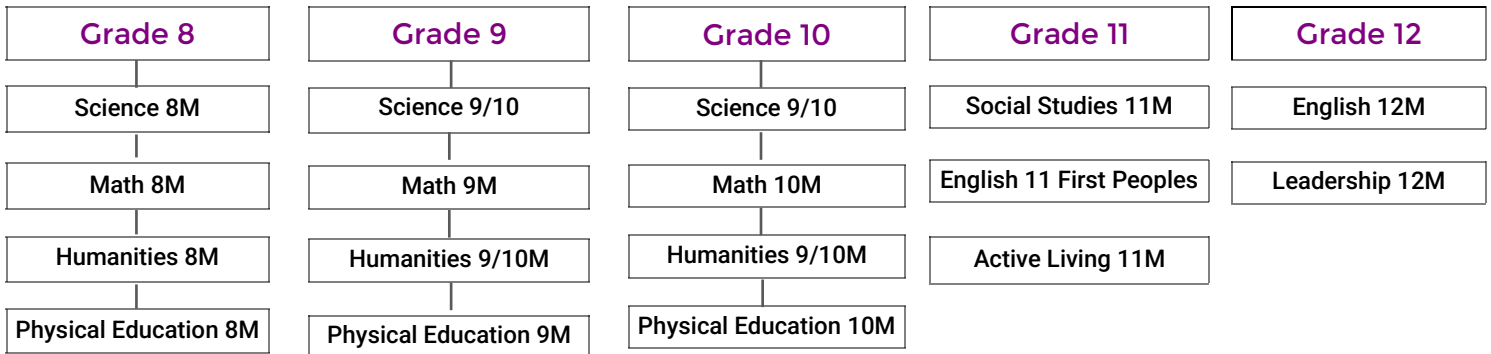 Grade 8
Science 8M
Math 8M
Humanities 8M
Physical Education 8M
Grade 9
Science 9/10
Math 9M
Humanities 9/10M
Physical Education 9M
Grade 10
Science 9/10
Math 10M
Humanities 9/10M
Physical Education 10M
Grade 11
Social Studies 11M
English 11 First Peoples
Active Living 11M
Grade 12
English 12M
Leadership 12M